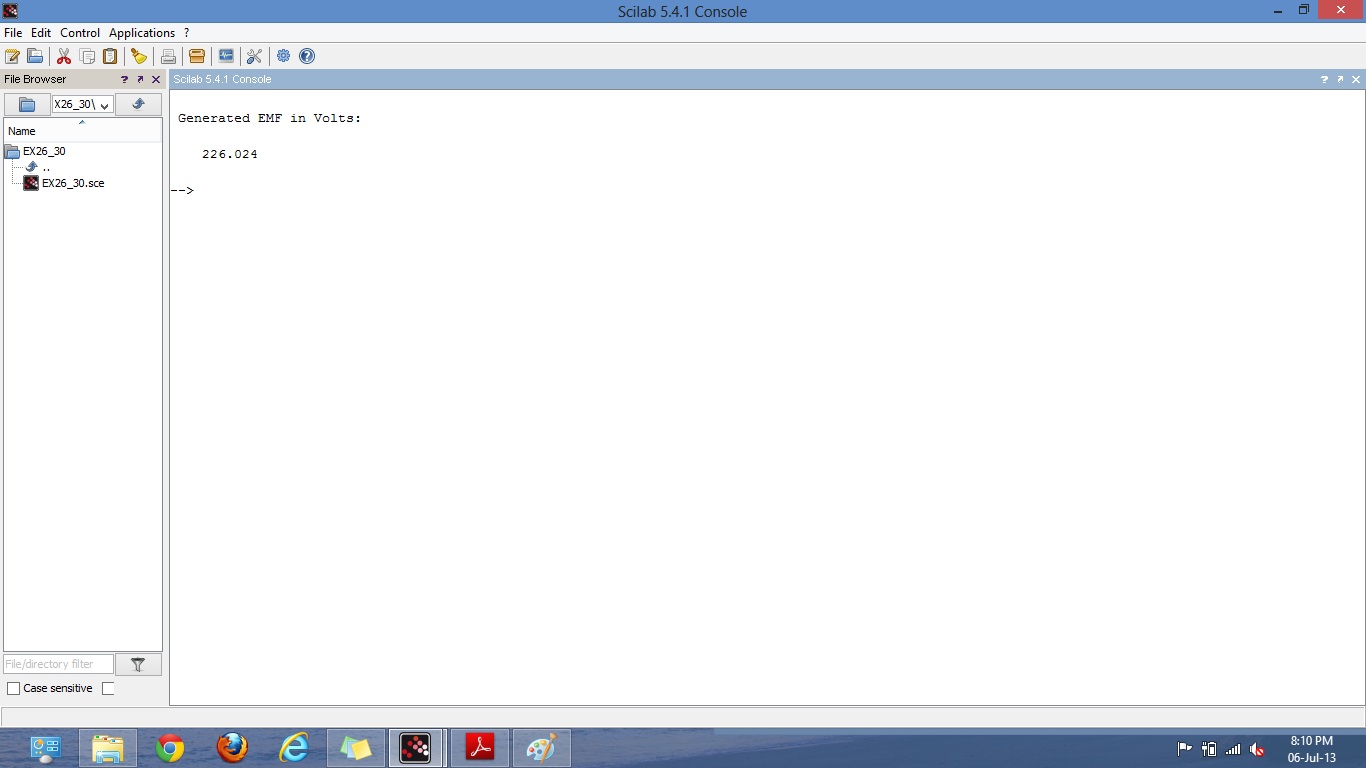 Scilab 5.4.1 Console
File Edit Control Applications ?
File Browser ? 
Scilab 5.4.1 Console ?
X26_30\
Name
EX26_30
..
EX26_30.sce
Generated EMF in Volts:
226.024
-->
File/directory filter
Case sensitive
8:10 PM
06-Jul-13